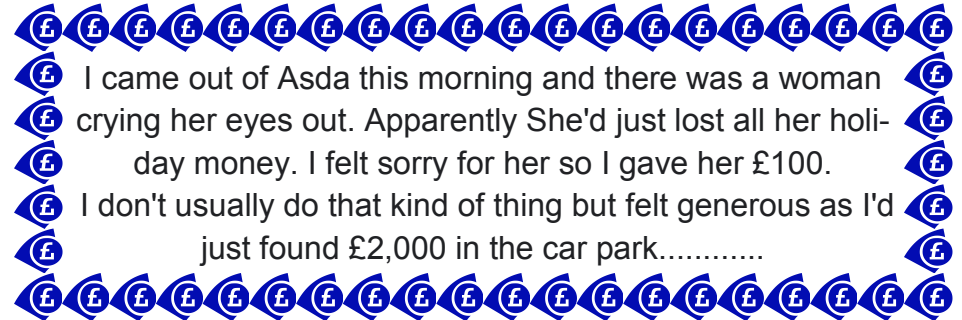 I came out of Asda this morning and there was a woman
crying her eyes out. Apparently She'd just lost all her holi-
day money. I felt sorry for her so I gave her £100.
I don't usually do that kind of thing but felt generous as I'd
just found £2,000 in the car park............